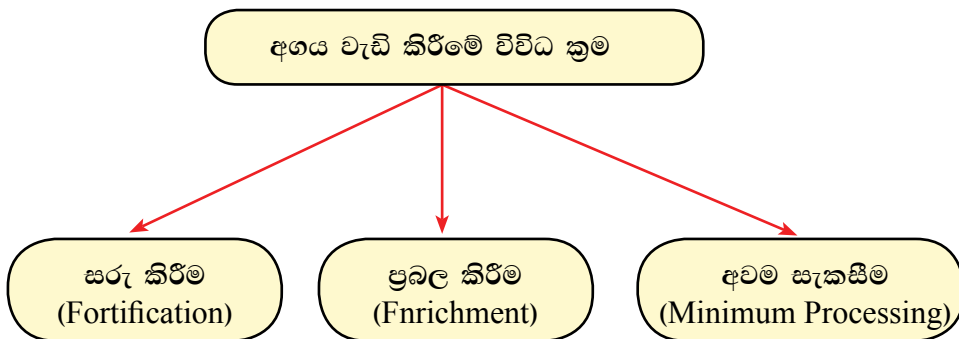 අගය වැඩි කිරීමේ විවිධ ක්‍රම
සරු කිරීම
(Fortification)
ප්‍රබල කිරීම
(Fnrichment)
අවම සැකසීම
(Minimum Processing)